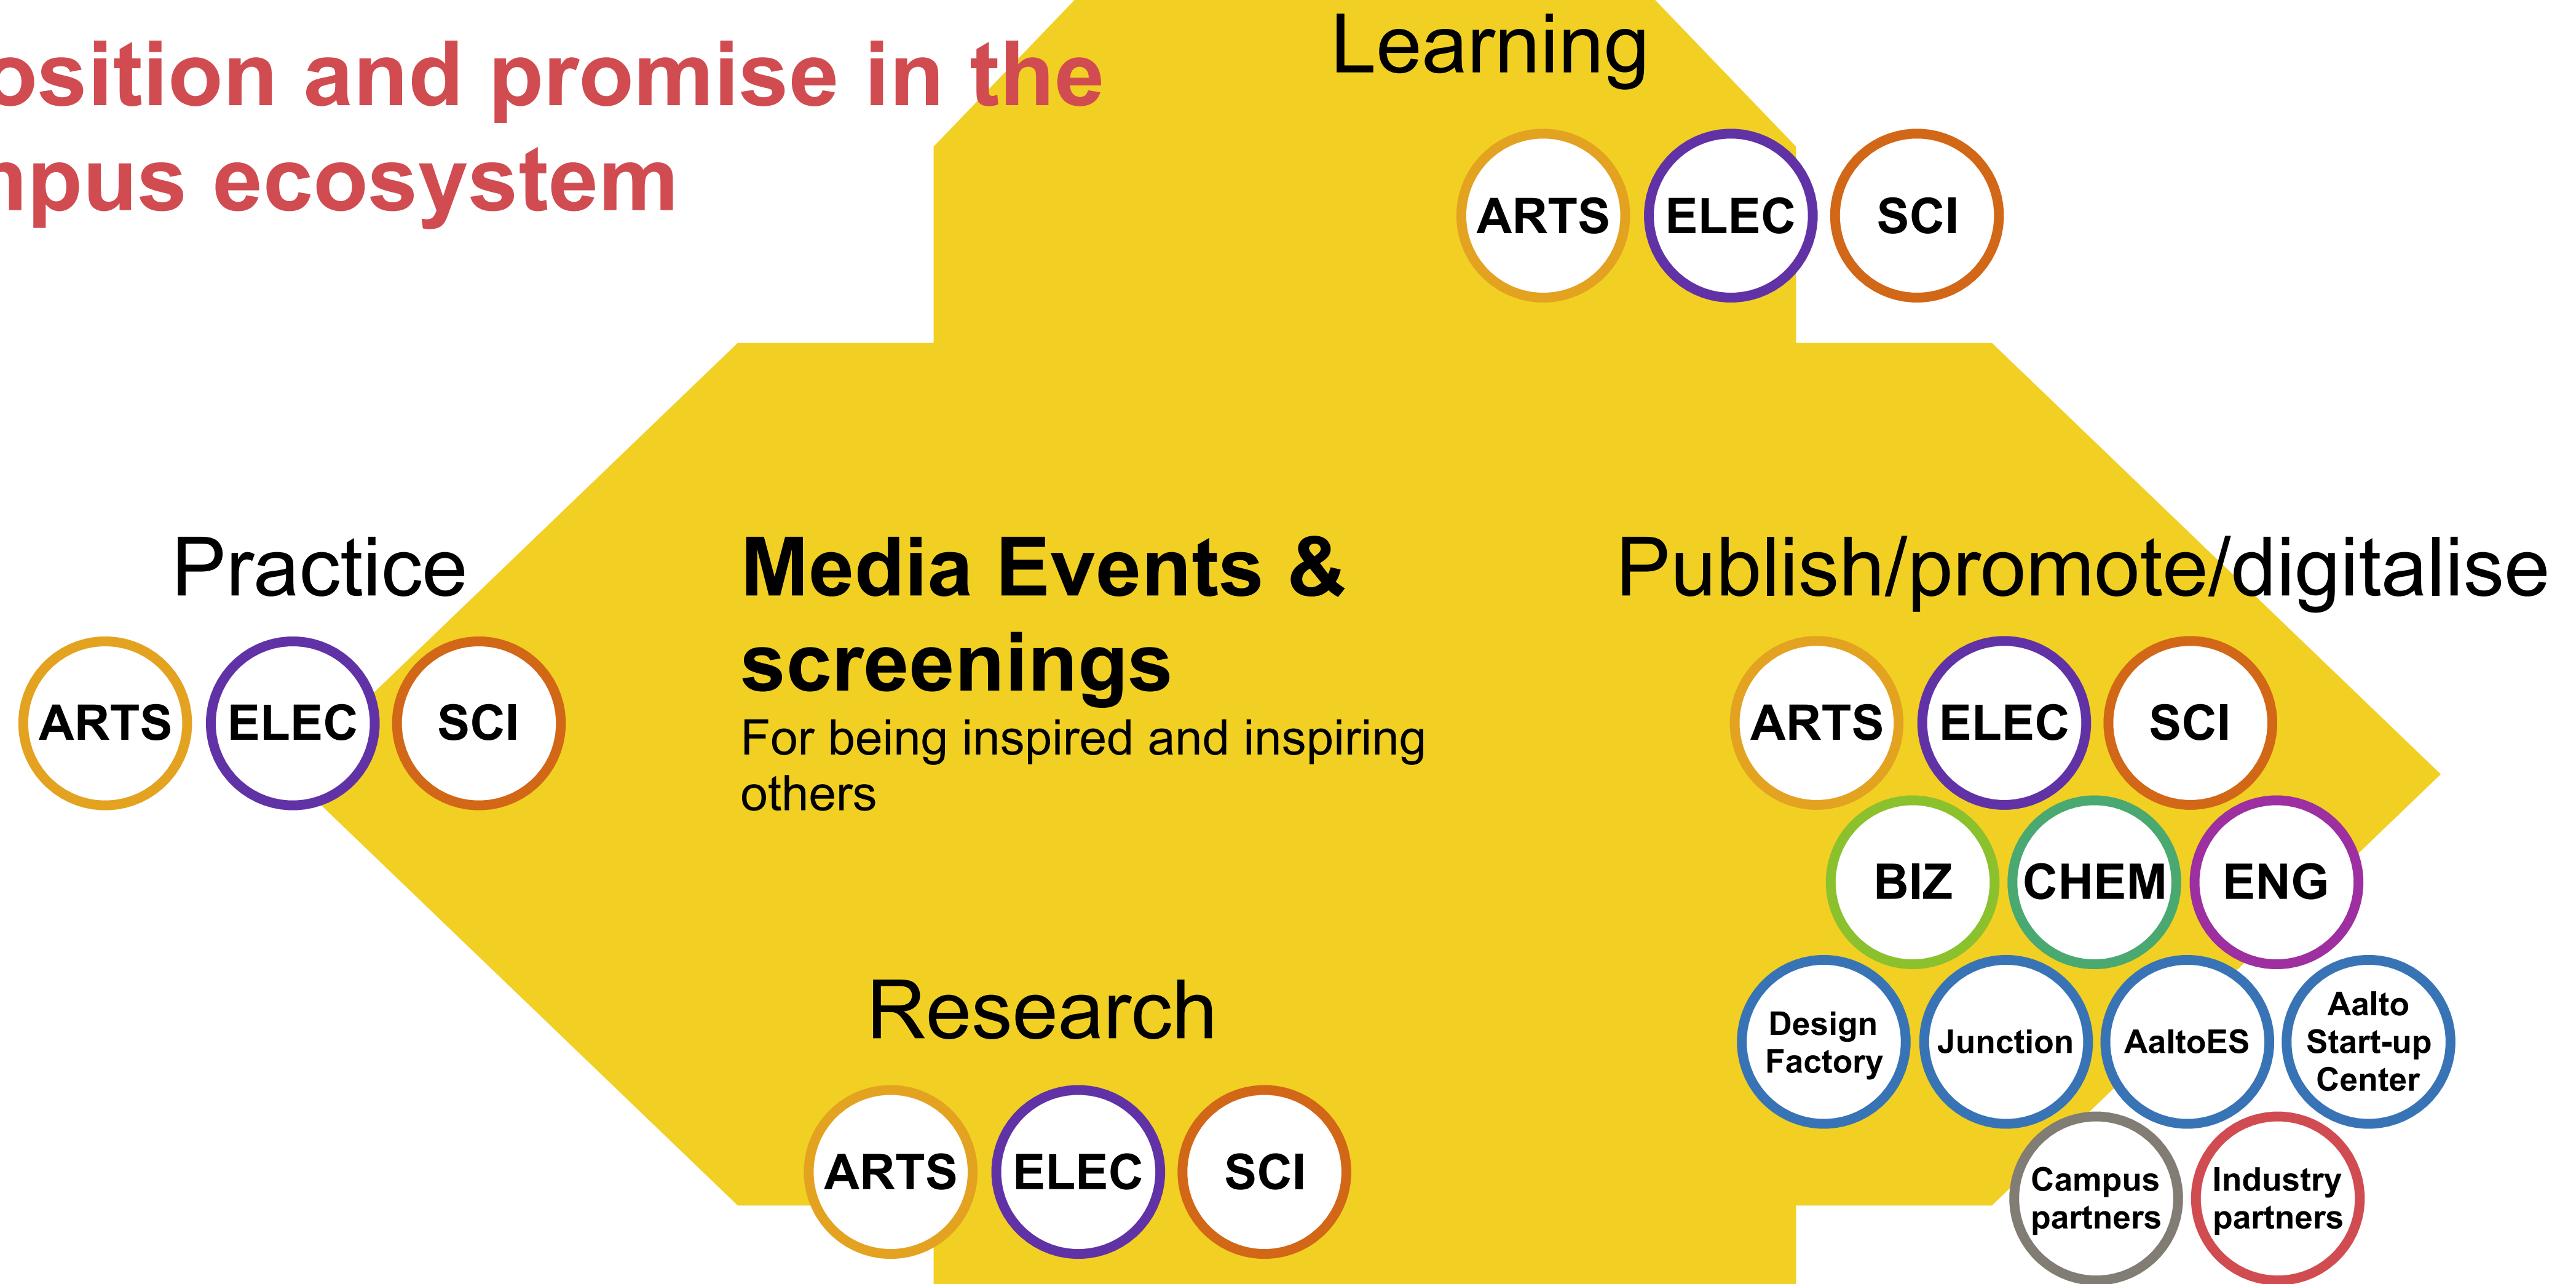 osition and promise in the
mpus ecosystem
Learning
ARTS ELEC SCI
Practice
ARTS ELEC SCI
Media Events &
screenings
For being inspired and inspiring
others
Publish/promote/digitalise
ARTS ELEC SCI
BIZ CHEM ENG
Design
Factory
Junction
AaltoES
Aalto
Start-up
Center
Campus
partners
Industry
partners
Research
ARTS ELEC SCI